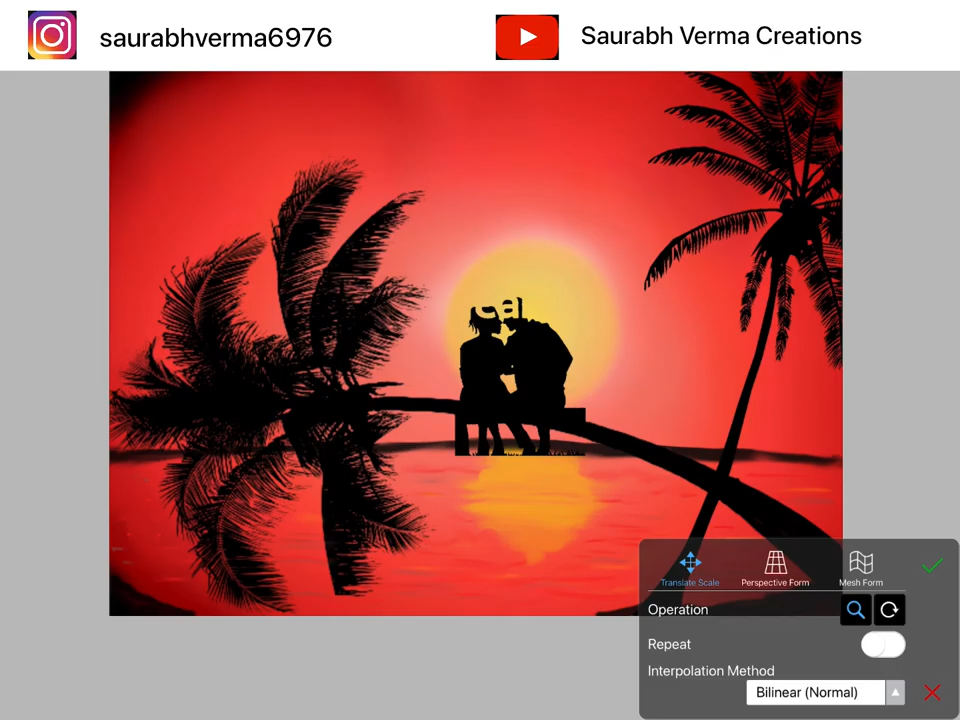 saurabhverma6976
Saurabh Verma Creations
Translate Scale
Perspective Form
Mesh Form
Operation
Repeat
Interpolation Method
Bilinear (Normal)